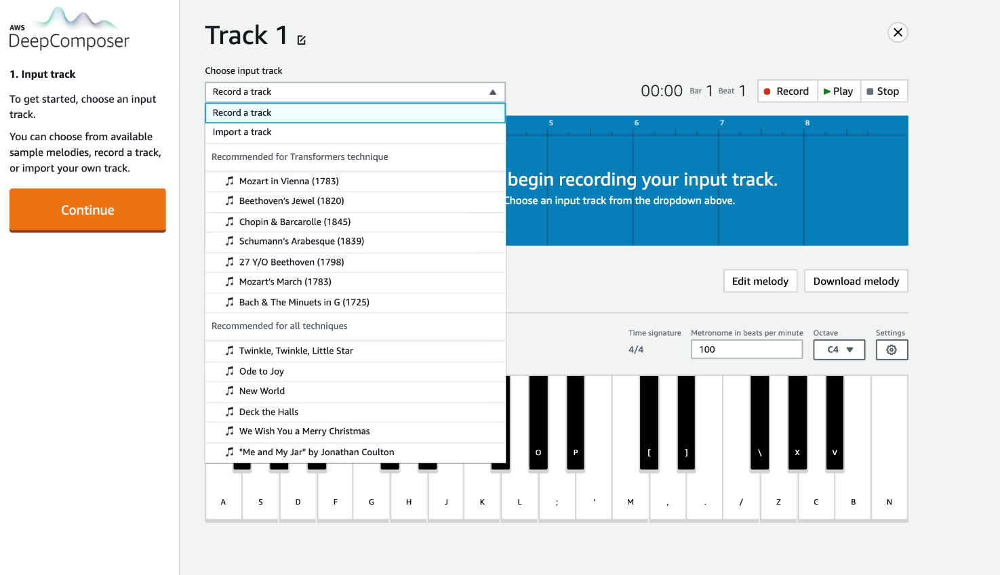 AWS
DeepComposer
1. Input track
To get started, choose an input
track.
You can choose from available
sample melodies, record a track,
or import your own track.
Continue
Track 1
Choose input track
Record a track
00:00 Bar 1 Beat 1
Record
Play
Stop
Record a track
Import a track
Recommended for Transformers technique
Mozart in Vienna (1783)
Beethoven's Jewel (1820)
Chopin & Barcarolle (1845)
Schumann's Arabesque (1839)
27 Y/O Beethoven (1798)
Mozart's March (1783)
Bach & The Minuets in G (1725)
Recommended for all techniques
Twinkle, Twinkle, Little Star
Ode to Joy
New World
Deck the Halls
We Wish You a Merry Christmas
"Me and My Jar" by Jonathan Coulton
5 6 7 8
begin recording your input track.
Choose an input track from the dropdown above.
Edit melody
Download melody
Time signature
4/4
Metronome in beats per minute
100
Octave
C4
Settings
O P [ ] \ X V
A S D F G H J K L ; ' M , . / Z C B N